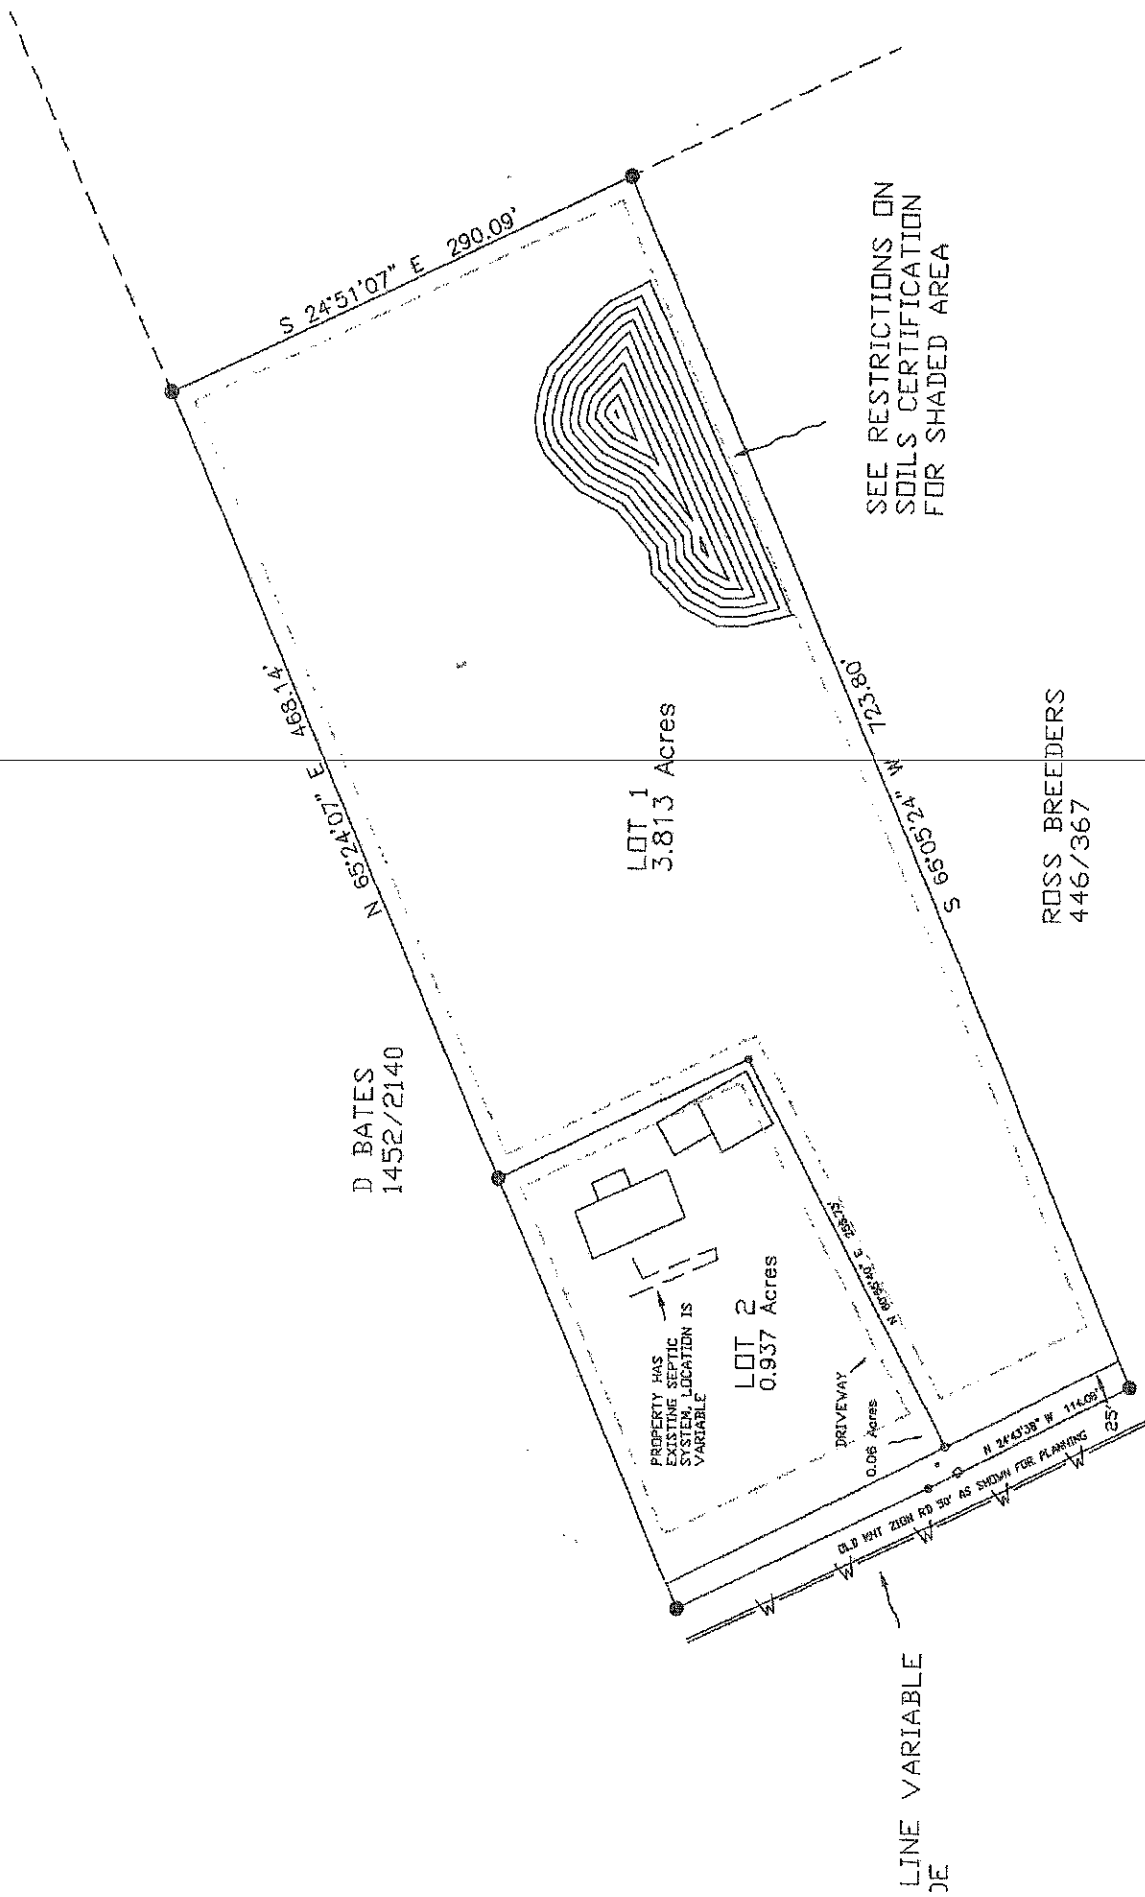 S 24°51'07" E 290.09'
N 65°24'07" E 468.14'
SEE RESTRICTIONS ON
SOILS CERTIFICATION
FOR SHADED AREA
LOT 1
3.813 Acres
S 65°05'24" W 723.80'
ROSS BREEDERS
446/367
D BATES
1452/2140
PROPERTY HAS
EXISTING SEPTIC
SYSTEM, LOCATION IS
VARIABLE
LOT 2
0.937 Acres
DRIVEWAY
0.06 Acres
E
N 24°43'38" W 114.09'
25'
OLD MNT ZION RD 50' AS SHOWN FOR PLANNING
W W W W W
LINE VARIABLE